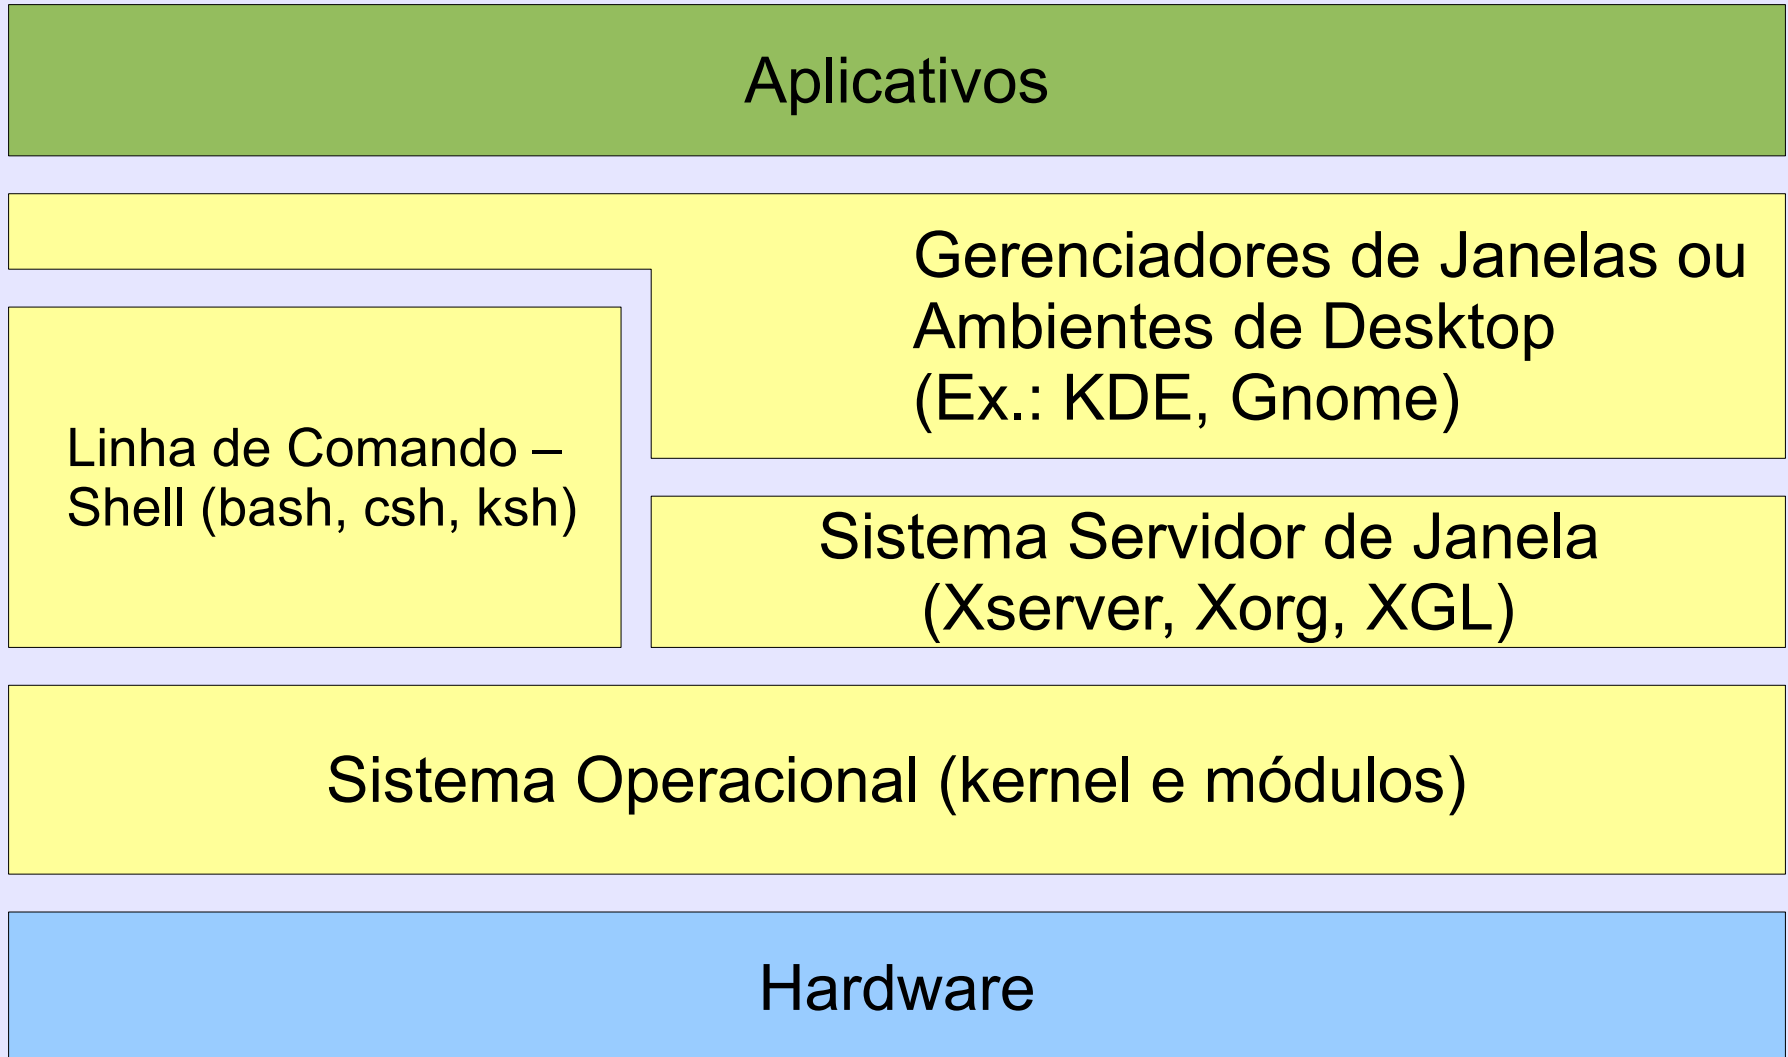 Aplicativos
Gerenciadores de Janelas ou
Ambientes de Desktop
(Ex.: KDE, Gnome)
Linha de Comando –
Shell (bash, csh, ksh)
Sistema Servidor de Janela
(Xserver, Xorg, XGL)
Sistema Operacional (kernel e módulos)
Hardware